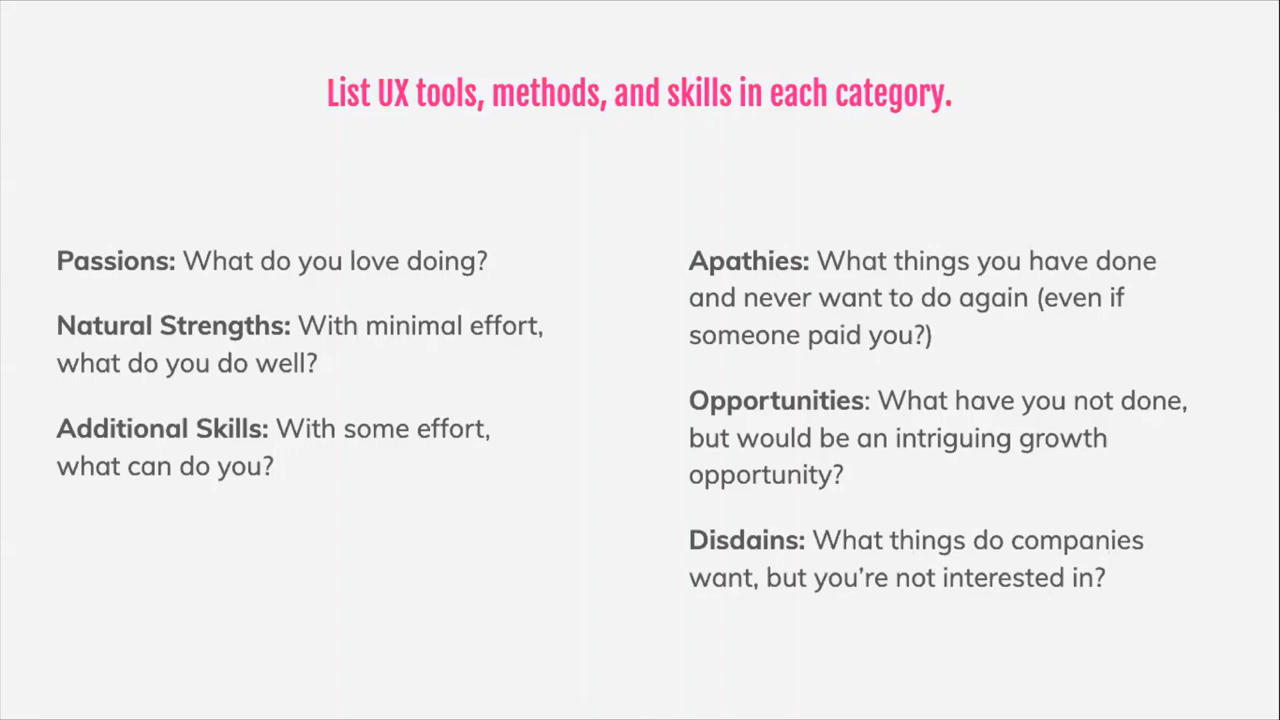 List UX tools, methods, and skills in each category.
Passions: What do you love doing?
Natural Strengths: With minimal effort,
what do you do well?
Additional Skills: With some effort,
what can do you?
Apathies: What things you have done
and never want to do again (even if
someone paid you?)
Opportunities: What have you not done,
but would be an intriguing growth
opportunity?
Disdains: What things do companies
want, but you’re not interested in?